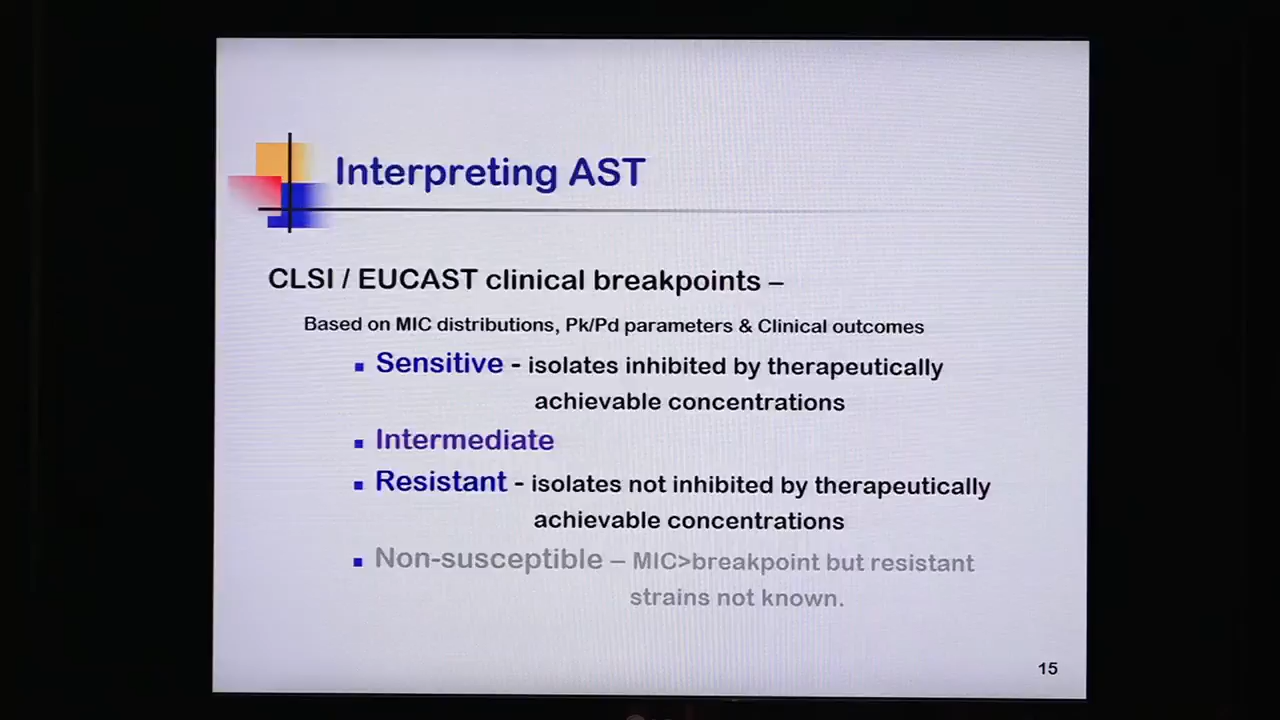 Interpreting AST
CLSI / EUCAST clinical breakpoints –
Based on MIC distributions, Pk/Pd parameters & Clinical outcomes
Sensitive - isolates inhibited by therapeutically
achievable concentrations
Intermediate
Resistant - isolates not inhibited by therapeutically
achievable concentrations
Non-susceptible – MIC>breakpoint but resistant
strains not known.
15